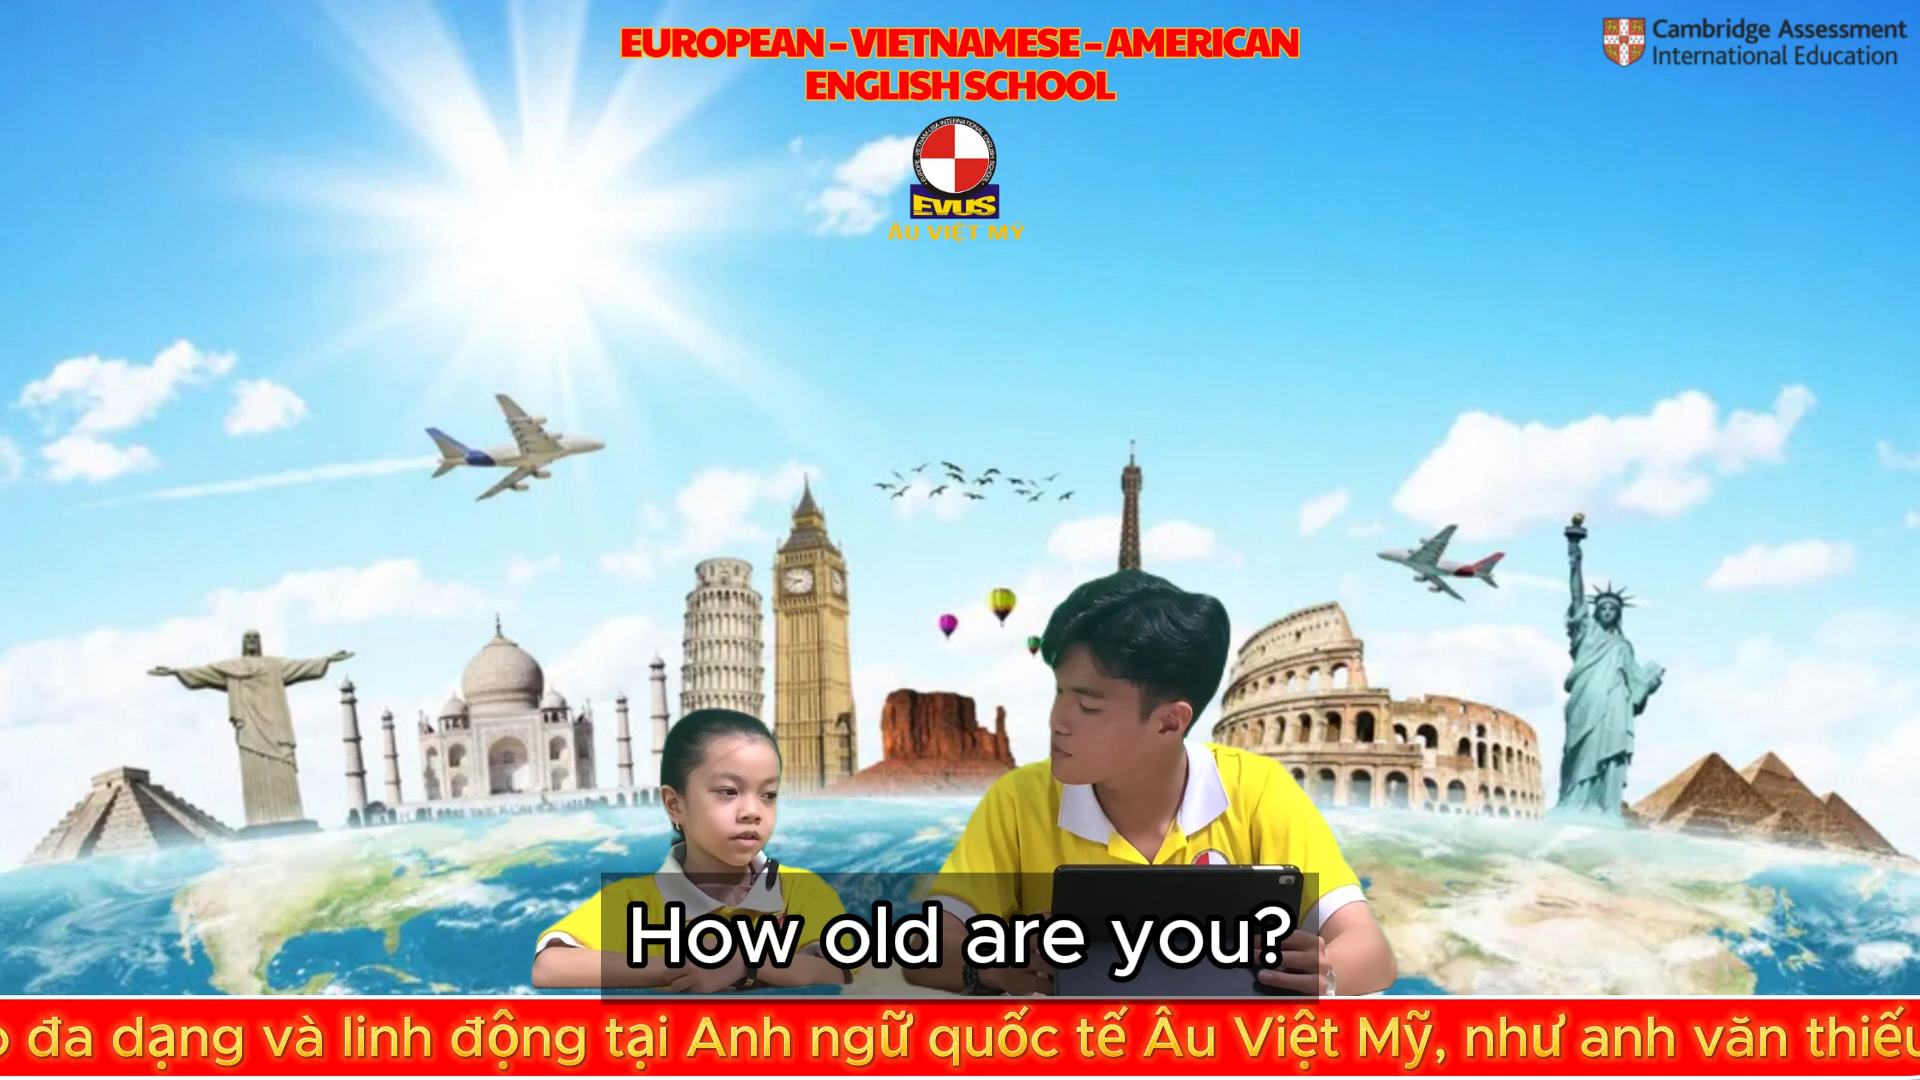 EUROPEAN - VIETNAMESE - AMERICAN
ENGLISH SCHOOL
Cambridge Assessment
International Education
EVUS
ÂU VIỆT MỸ
How old are you?
đa dạng và linh động tại Anh ngữ quốc tế Âu Việt Mỹ, như anh văn thiếu